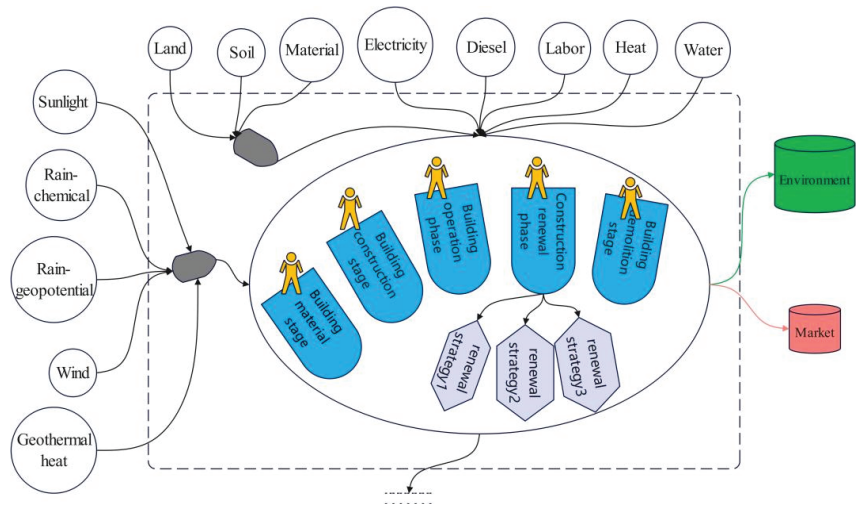 Land
Soil
Material
Electricity
Diesel
Labor
Heat
Water
Sunlight
Rain-
chemical
Rain-
geopotential
Wind
Geothermal
heat
Building
material
stage
Building
construction
stage
Building
operation
phase
Construction
renewal
phase
Building
demolition
stage
renewal
strategy1
renewal
strategy2
renewal
strategy3
Environment
Market